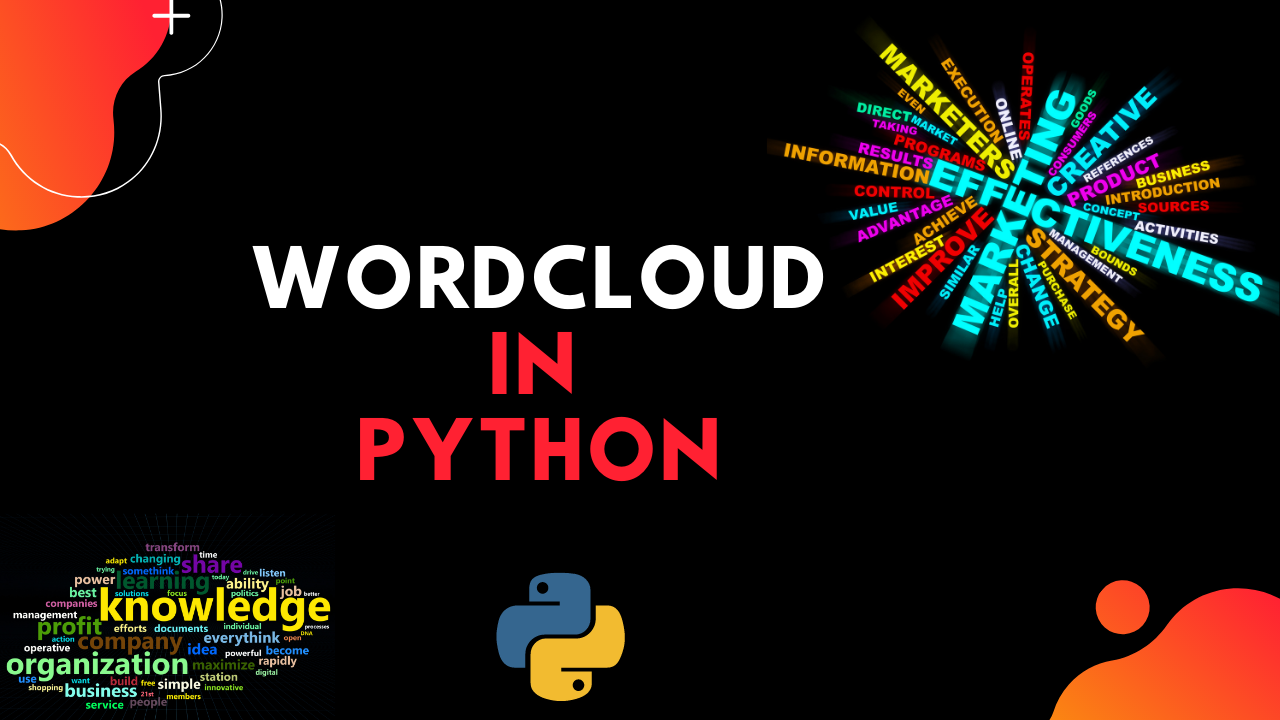 WORDCLOUD
IN
PYTHON
MARKETING
EFFECTIVENESS
MARKETERS
EXECUTION
OPERATES
EVEN
ONLINE
GOODS
CONSUMERS
CREATIVE
DIRECT
MARKET
TAKING
PROGRAMS
RESULTS
INFORMATION
REFERENCES
PRODUCT
BUSINESS
INTRODUCTION
CONTROL
VALUE
ADVANTAGE
ACHIEVE
CONCEPT
SOURCES
ACTIVITIES
INTEREST
IMPROVE
SIMILAR
HELP
OVERALL
CHANGE
PURCHASE
STRATEGY
MANAGEMENT
BOUNDS
transform
adapt changing time
trying somethink share drive listen
power learning today ability point
best solutions focus politics job better
companies knowledge
management processes
profit efforts documents individual DNA
action company everythink open
operative idea powerful become
organization maximize rapidly
use want build station digital
shopping business free simple innovative
21st members
service people